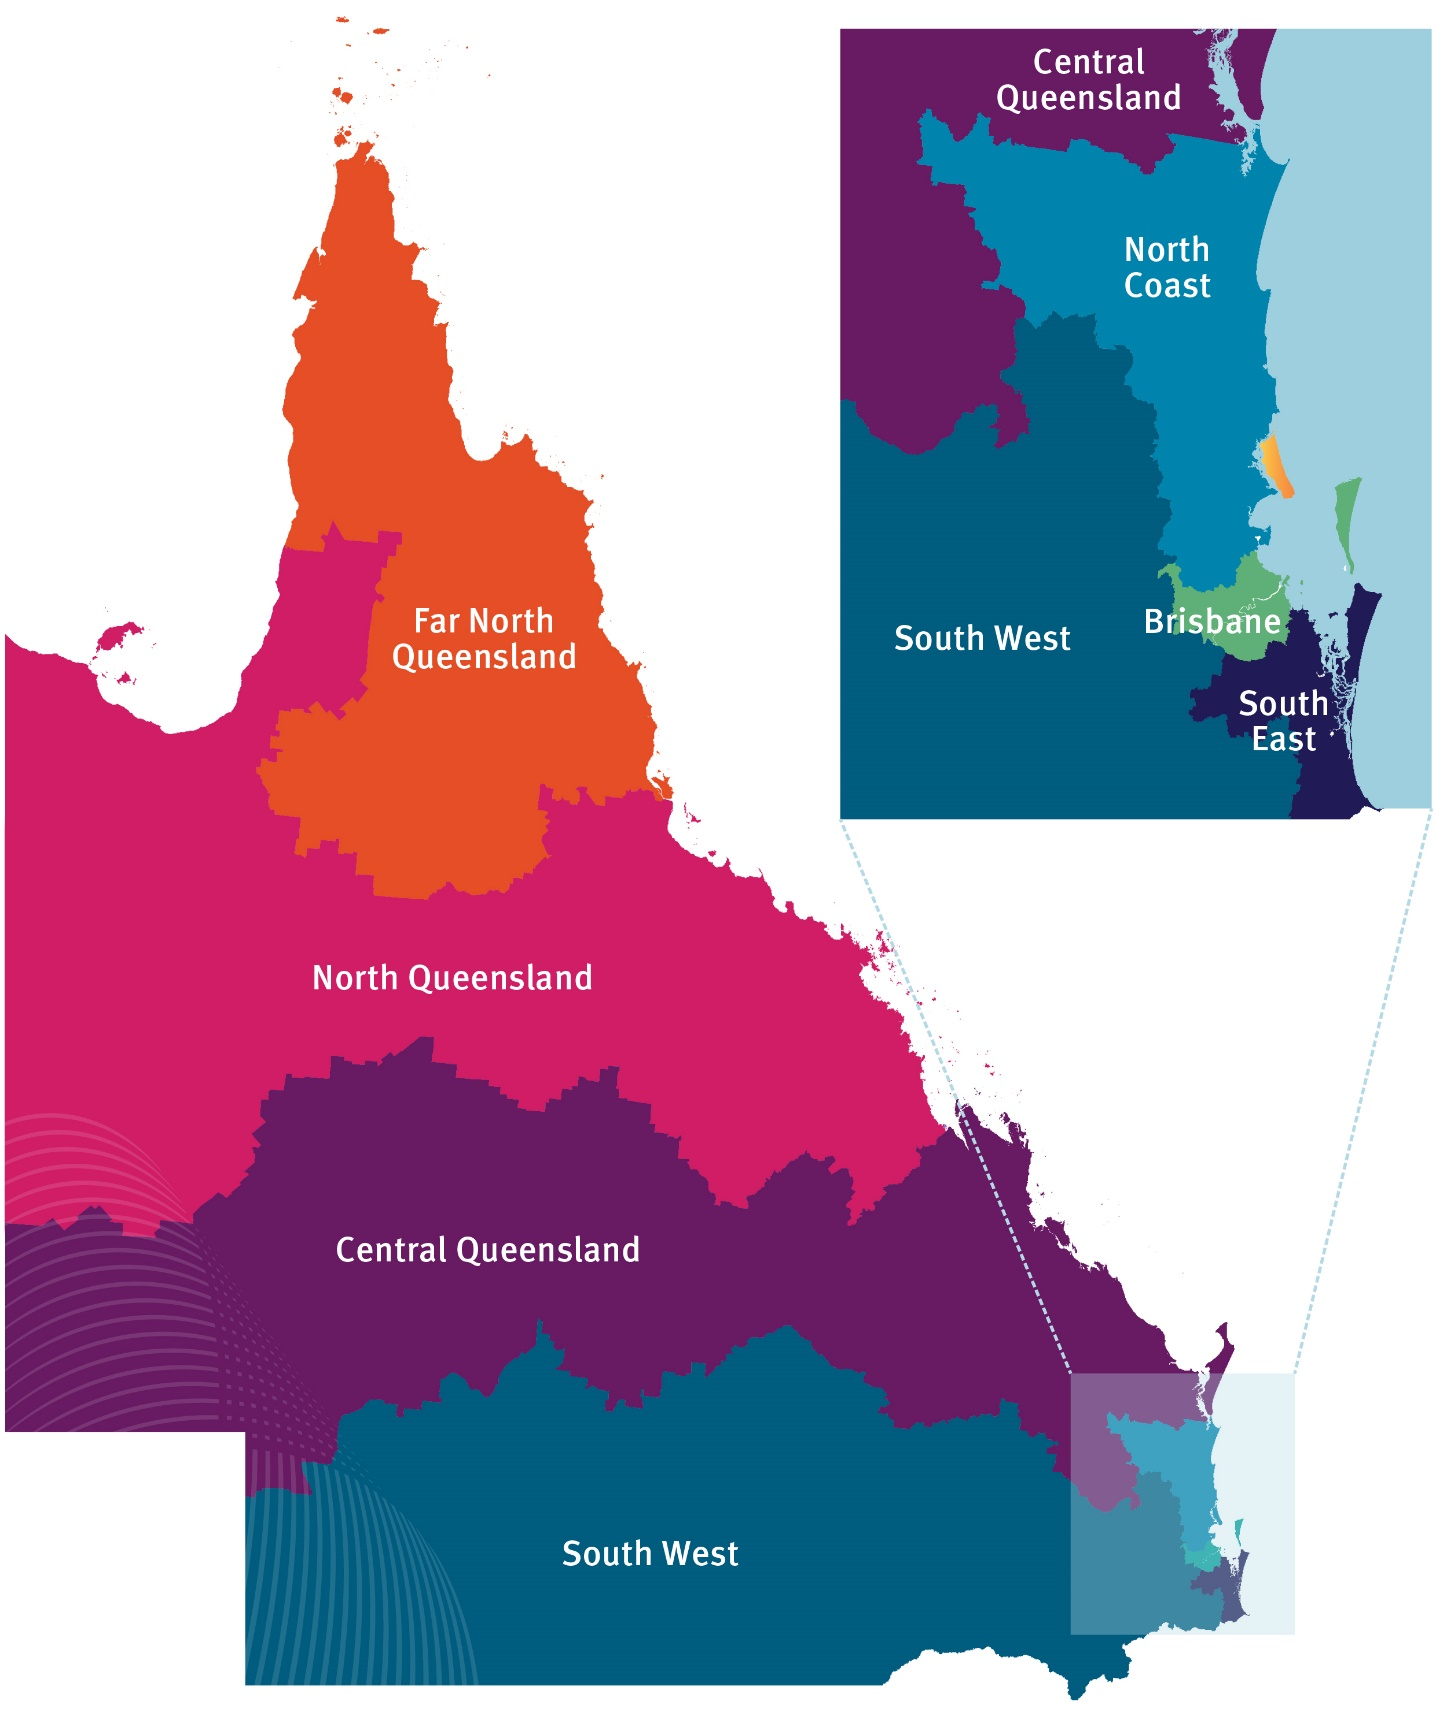 Central
Queensland
North
Coast
South West
Brisbane
South
East
Far North
Queensland
North Queensland
Central Queensland
South West